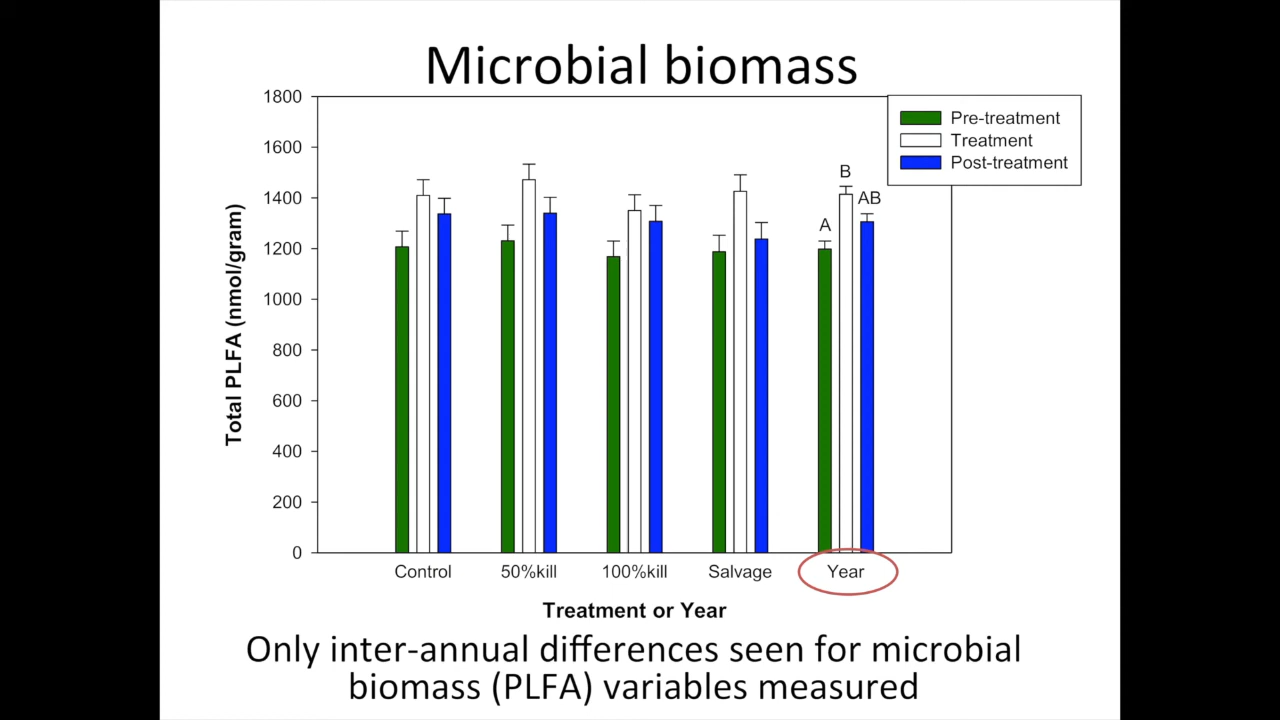 Microbial biomass
1800
1600
1400
1200
1000
800
600
400
200
0
Total PLFA (nmol/gram)
Pre-treatment
Treatment
Post-treatment
A
B
AB
Control
50%kill
100%kill
Salvage
Year
Treatment or Year
Only inter-annual differences seen for microbial
biomass (PLFA) variables measured